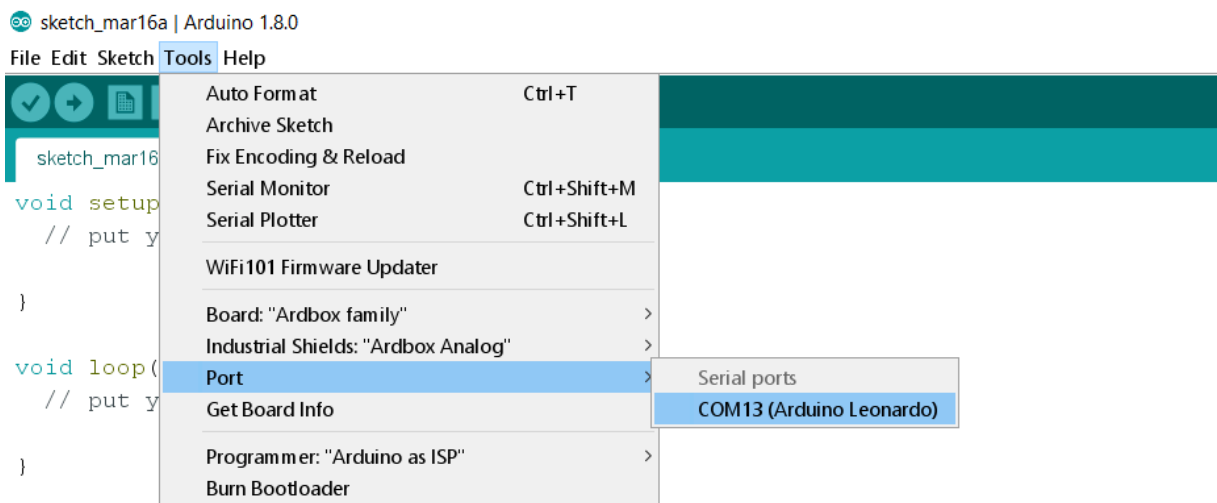 sketch_mar16a | Arduino 1.8.0
File Edit Sketch Tools Help
Auto Format Ctrl+T
Archive Sketch
sketch_mar16
Fix Encoding & Reload
Serial Monitor Ctrl+Shift+M
void setup
Serial Plotter Ctrl+Shift+L
// put y
WiFi101 Firmware Updater
}
Board: "Ardbox family"
Industrial Shields: "Ardbox Analog"
void loop(
Port
Serial ports
// put y
Get Board Info
COM13 (Arduino Leonardo)
}
Programmer: "Arduino as ISP"
Burn Bootloader